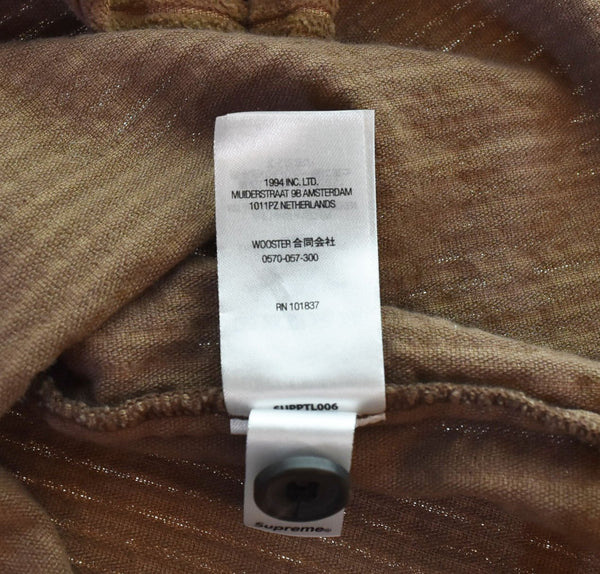 1994 INC. LTD.
MUIDERSTRAAT 9B AMSTERDAM
1011PZ NETHERLANDS
WOOSTER 合同会社
0570-057-300
RN 101837
SUPPTL006
Supreme®